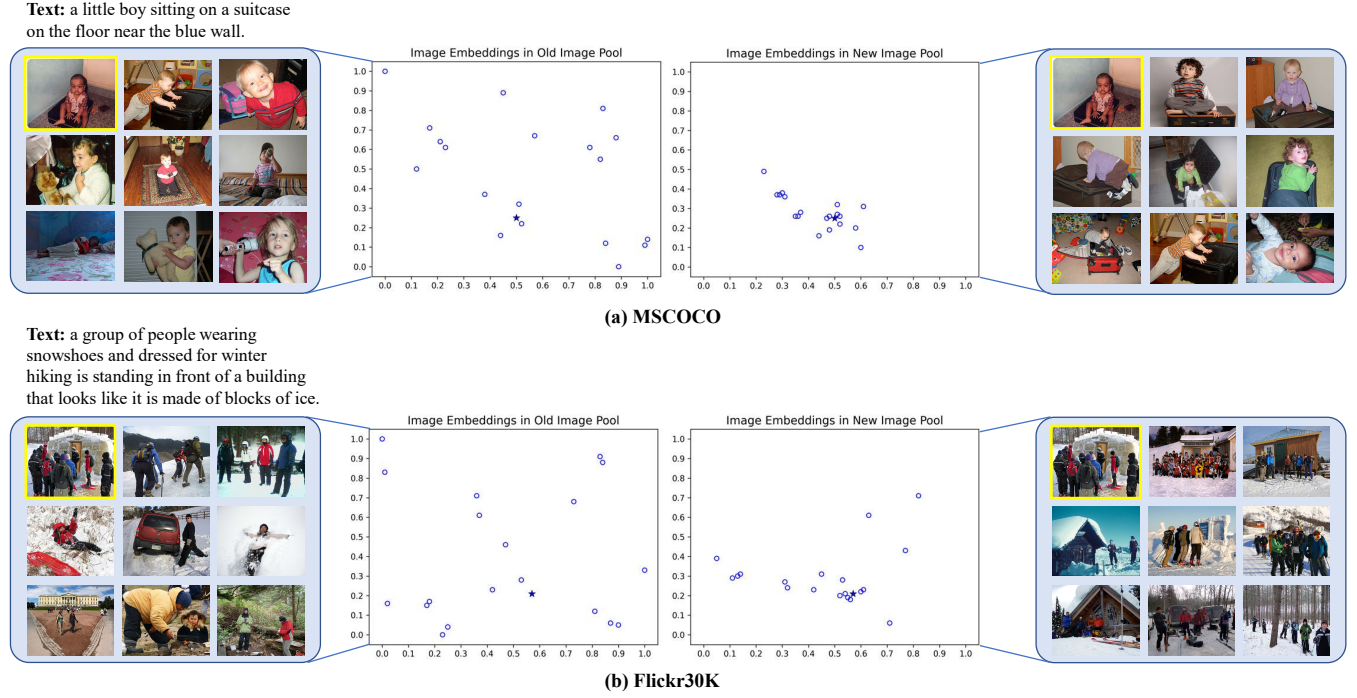 Text: a little boy sitting on a suitcase
on the floor near the blue wall.
Image Embeddings in Old Image Pool
1.0
0.9
0.8
0.7
0.6
0.5
0.4
0.3
0.2
0.1
0.0
0.0 0.1 0.2 0.3 0.4 0.5 0.6 0.7 0.8 0.9 1.0
Image Embeddings in New Image Pool
1.0
0.9
0.8
0.7
0.6
0.5
0.4
0.3
0.2
0.1
0.0
0.0 0.1 0.2 0.3 0.4 0.5 0.6 0.7 0.8 0.9 1.0
(a) MSCOCO
Text: a group of people wearing
snowshoes and dressed for winter
hiking is standing in front of a building
that looks like it is made of blocks of ice.
Image Embeddings in Old Image Pool
1.0
0.9
0.8
0.7
0.6
0.5
0.4
0.3
0.2
0.1
0.0
0.0 0.1 0.2 0.3 0.4 0.5 0.6 0.7 0.8 0.9 1.0
Image Embeddings in New Image Pool
1.0
0.9
0.8
0.7
0.6
0.5
0.4
0.3
0.2
0.1
0.0
0.0 0.1 0.2 0.3 0.4 0.5 0.6 0.7 0.8 0.9 1.0
(b) Flickr30K